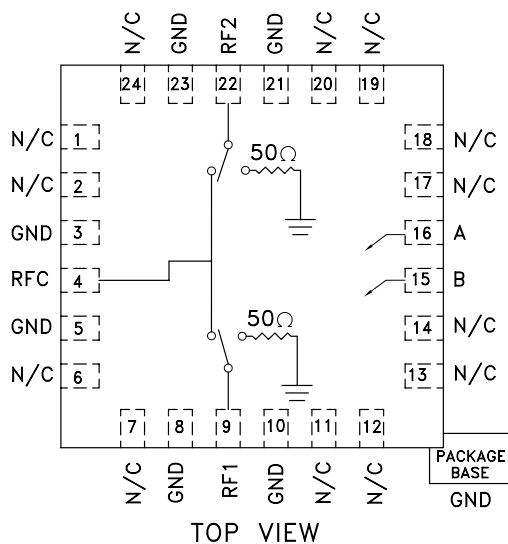 N/C GND RF2 GND N/C N/C
24 23 22 21 20 19
N/C 1
N/C 2
GND 3
RFC 4
GND 5
N/C 6
50Ω
50Ω
18 N/C
17 N/C
16 A
15 B
14 N/C
13 N/C
7 8 9 10 11 12
N/C GND RF1 GND N/C N/C
PACKAGE
BASE
GND
TOP VIEW